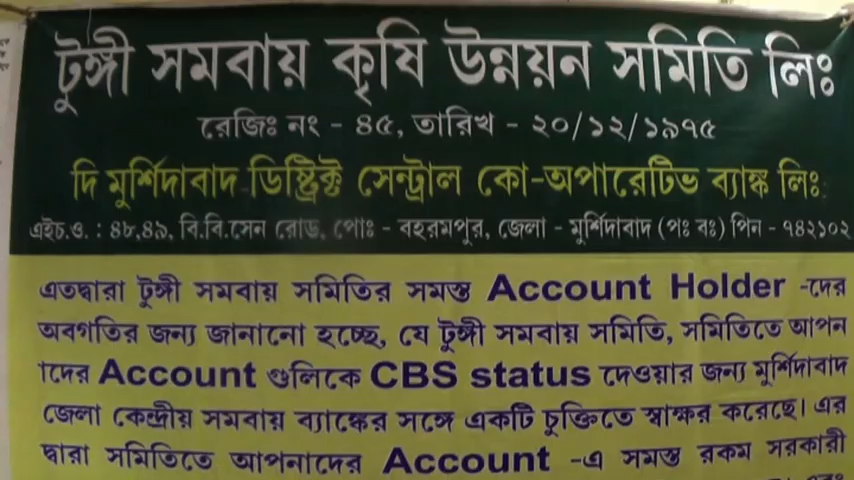 টুঙ্গী সমবায় কৃষি উন্নয়ন সমিতি লিঃ
রেজিঃ নং - ৪৫, তারিখ - ২০/১২/১৯৭৫
দি মুর্শিদাবাদ ডিষ্ট্রিক্ট সেন্ট্রাল কো-অপারেটিভ ব্যাঙ্ক লিঃ
এইচ.ও. : ৪৮,৪৯, বি.বি.সেন রোড, পোঃ - বহরমপুর, জেলা - মুর্শিদাবাদ (পঃ বঃ) পিন - ৭৪২১০২
এতদ্বারা টুঙ্গী সমবায় সমিতির সমস্ত Account Holder -দের
অবগতির জন্য জানানো হচ্ছে, যে টুঙ্গী সমবায় সমিতি, সমিতিতে আপন
াদের Account গুলিকে CBS status দেওয়ার জন্য মুর্শিদাবাদ
জেলা কেন্দ্রীয় সমবায় ব্যাঙ্কের সঙ্গে একটি চুক্তিতে স্বাক্ষর করেছে। এর
দ্বারা সমিতিতে আপনাদের Account -এ সমস্ত রকম সরকারী